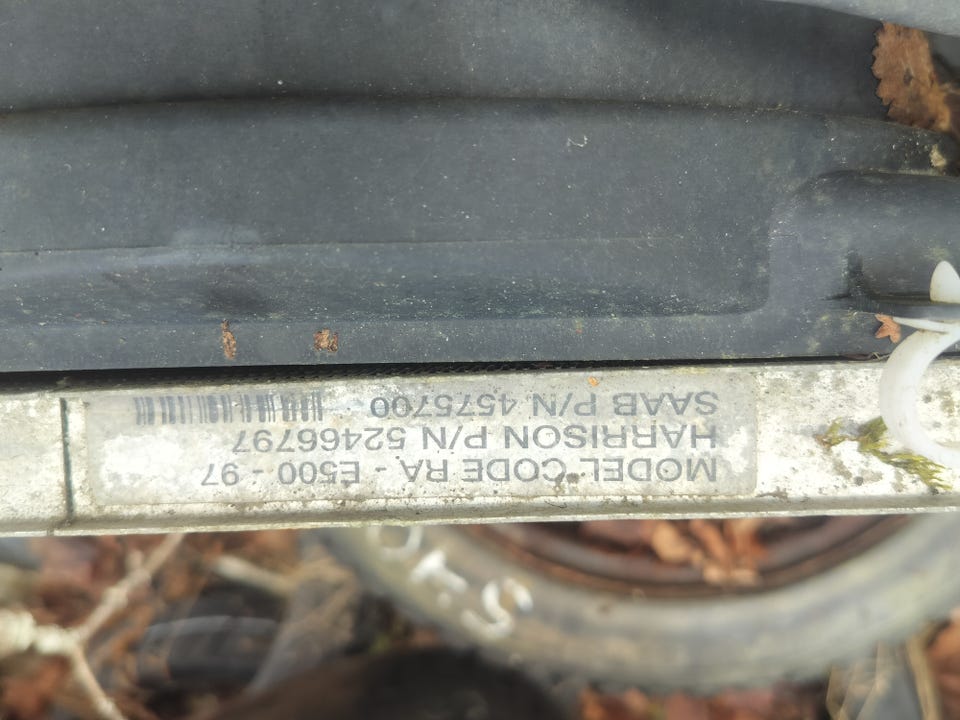 MODEL CODE RA - E500 - 97
HARRISON P/N 52466797
SAAB P/N 4575700